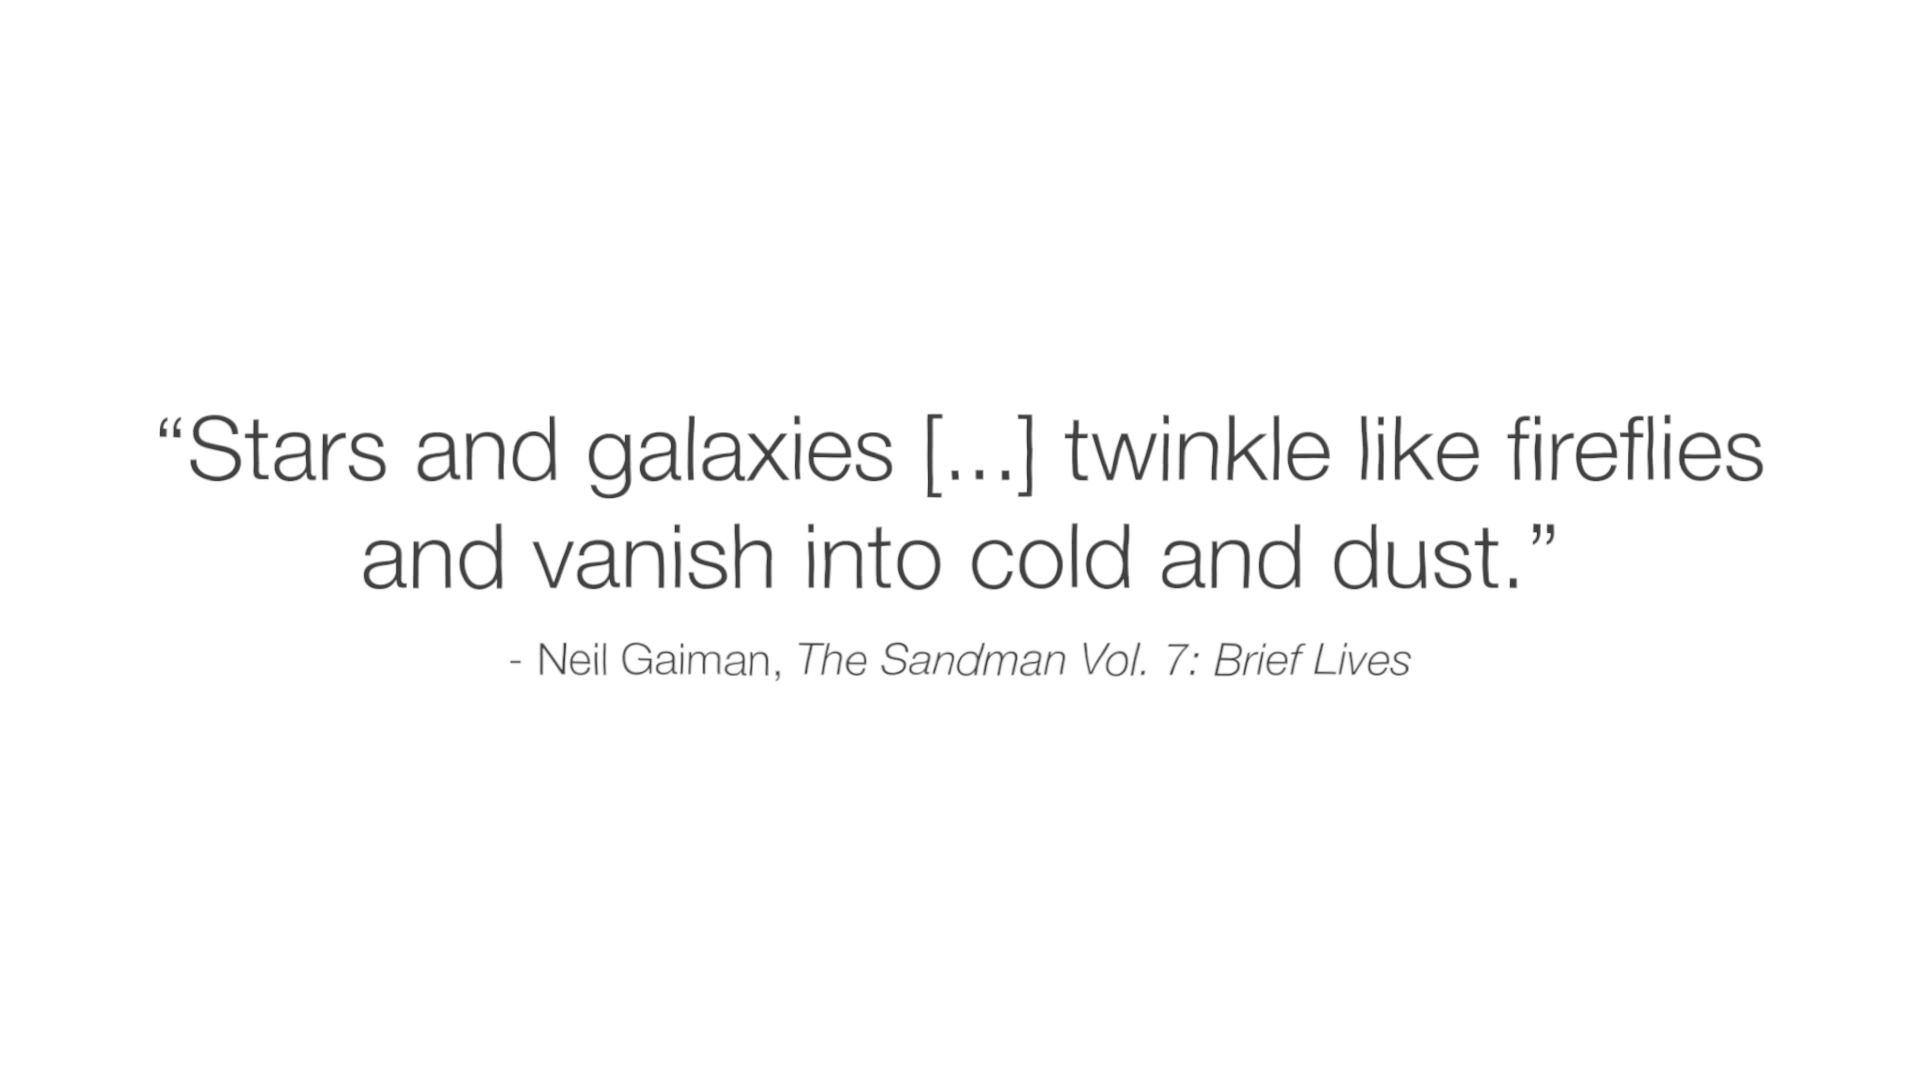 “Stars and galaxies [...] twinkle like fireflies
and vanish into cold and dust.”
- Neil Gaiman, The Sandman Vol. 7: Brief Lives